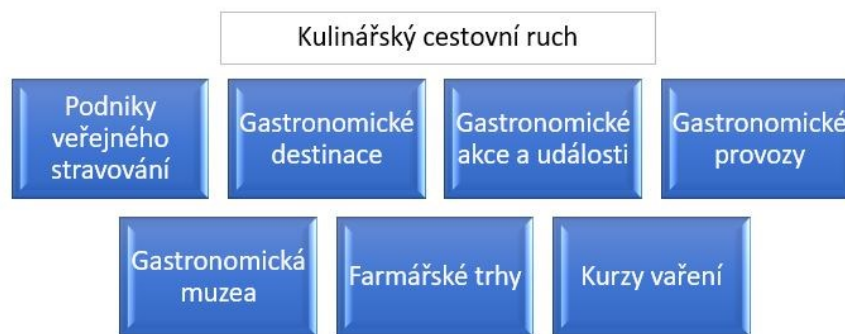 Kulinářský cestovní ruch
Podniky
veřejného
stravování
Gastronomické
destinace
Gastronomické
akce a události
Gastronomické
provozy
Gastronomická
muzea
Farmářské trhy
Kurzy vaření